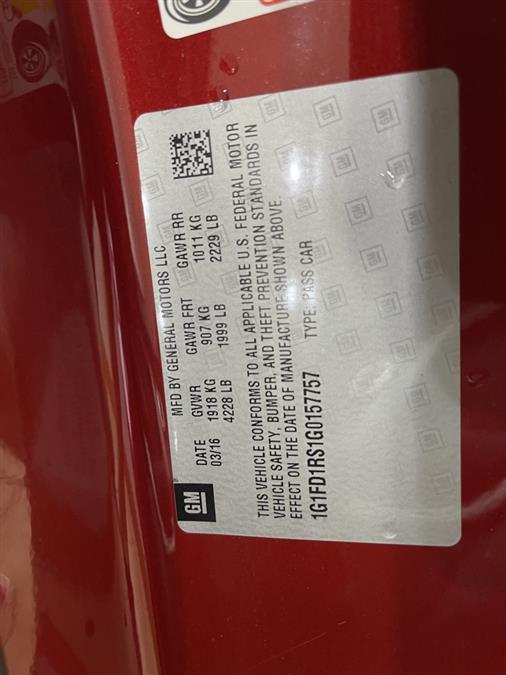 MFD BY GENERAL MOTORS LLC
DATE GVWR GAWR FRT GAWR RR
03/16 1918 KG 907 KG 1011 KG
4228 LB 1999 LB 2229 LB
GM
THIS VEHICLE CONFORMS TO ALL APPLICABLE U.S. FEDERAL MOTOR
VEHICLE SAFETY, BUMPER, AND THEFT PREVENTION STANDARDS IN
EFFECT ON THE DATE OF MANUFACTURE SHOWN ABOVE.
1G1FD1RS1G0157757 TYPE: PASS CAR